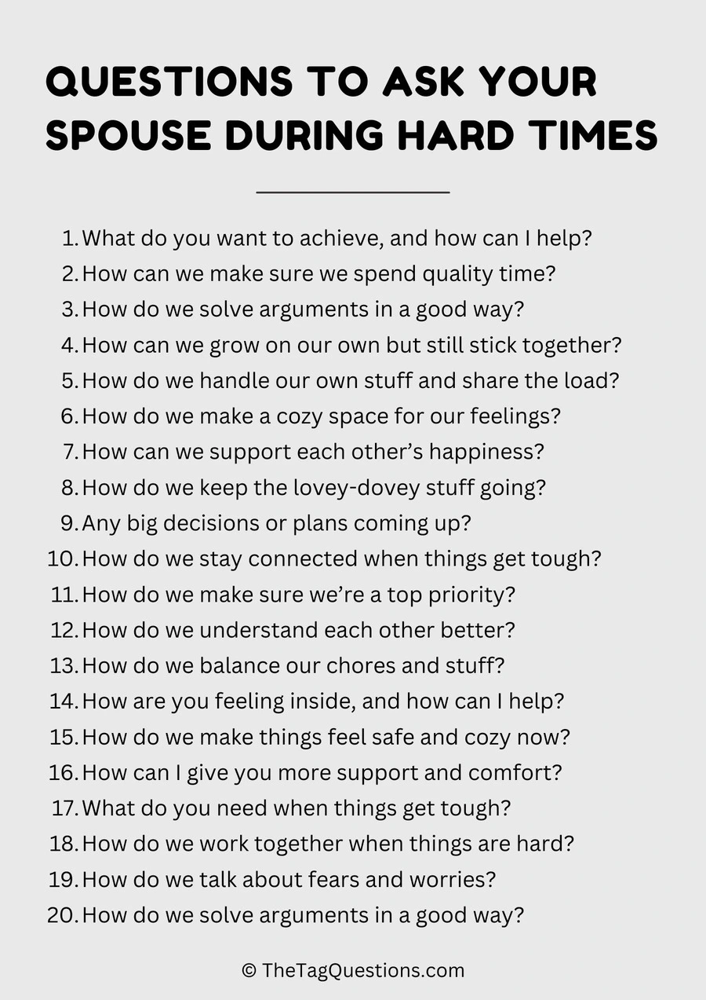 QUESTIONS TO ASK YOUR
SPOUSE DURING HARD TIMES
1. What do you want to achieve, and how can I help?
2. How can we make sure we spend quality time?
3. How do we solve arguments in a good way?
4. How can we grow on our own but still stick together?
5. How do we handle our own stuff and share the load?
6. How do we make a cozy space for our feelings?
7. How can we support each other’s happiness?
8. How do we keep the lovey-dovey stuff going?
9. Any big decisions or plans coming up?
10. How do we stay connected when things get tough?
11. How do we make sure we’re a top priority?
12. How do we understand each other better?
13. How do we balance our chores and stuff?
14. How are you feeling inside, and how can I help?
15. How do we make things feel safe and cozy now?
16. How can I give you more support and comfort?
17. What do you need when things get tough?
18. How do we work together when things are hard?
19. How do we talk about fears and worries?
20. How do we solve arguments in a good way?
© TheTagQuestions.com